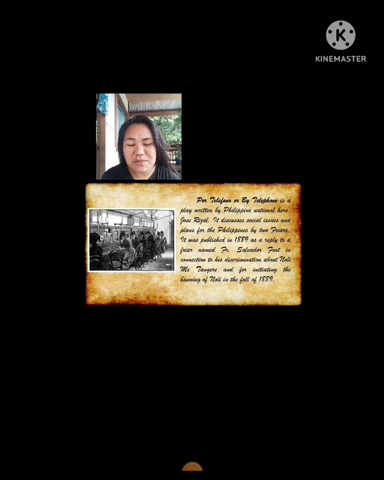 KINEMASTER
Por Telefono or By Telephone is a
play written by Philippine national hero,
Jose Rizal. It discusses social issues and
plans for the Philippines by two Friars.
It was published in 1889 as a reply to a
friar named Fr. Salvador Font in
connection to his discrimination about Noli
Me Tangere and for initiating the
banning of Noli in the fall of 1889.